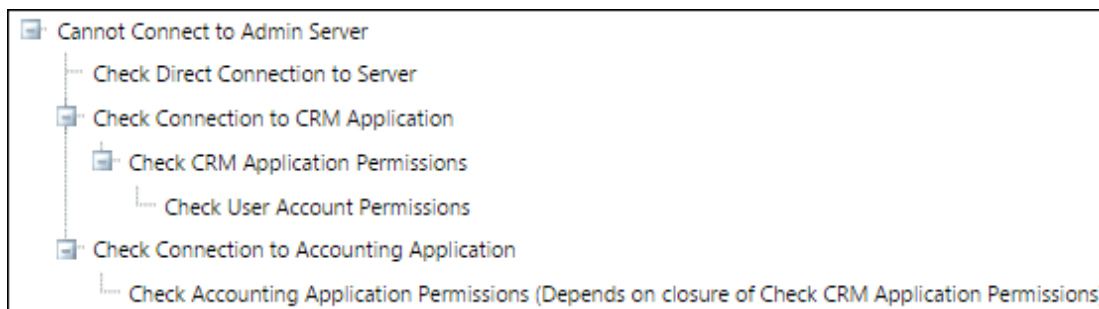 Cannot Connect to Admin Server
Check Direct Connection to Server
Check Connection to CRM Application
Check CRM Application Permissions
Check User Account Permissions
Check Connection to Accounting Application
Check Accounting Application Permissions (Depends on closure of Check CRM Application Permissions